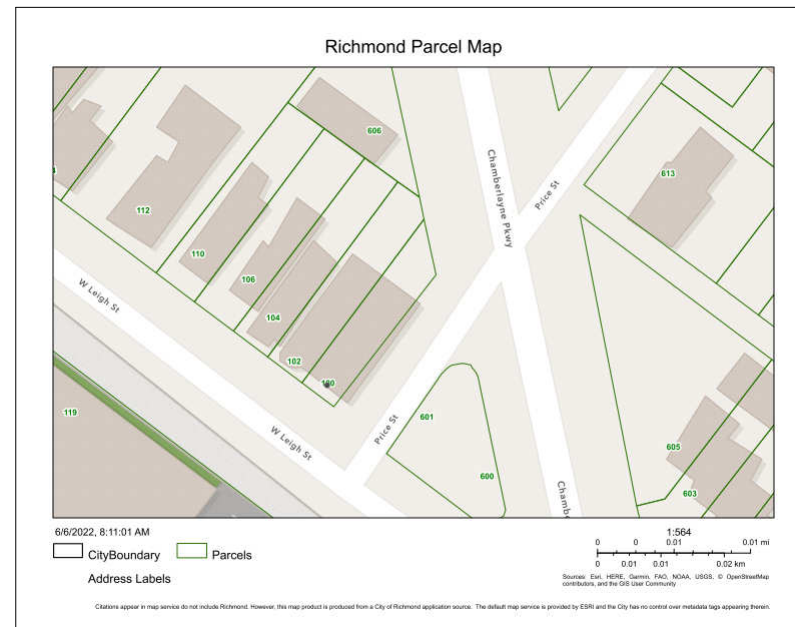 Richmond Parcel Map
606
613
112
Chamberlayne Pkwy
Price St
110
106
W Leigh St
104
102
100
119
601
Price St
W Leigh St
605
600
603
Chamb
6/6/2022, 8:11:01 AM
1:564
CityBoundary
Parcels
Address Labels
0 0 0.01 0.01 mi
0 0.01 0.01 0.02 km
Sources: Esri, HERE, Garmin, FAO, NOAA, USGS, © OpenStreetMap
contributors, and the GIS User Community
Citations appear in map service do not include Richmond. However, this map product is produced from a City of Richmond application source. The default map service is provided by ESRI and the City has no control over metadata tags appearing therein.